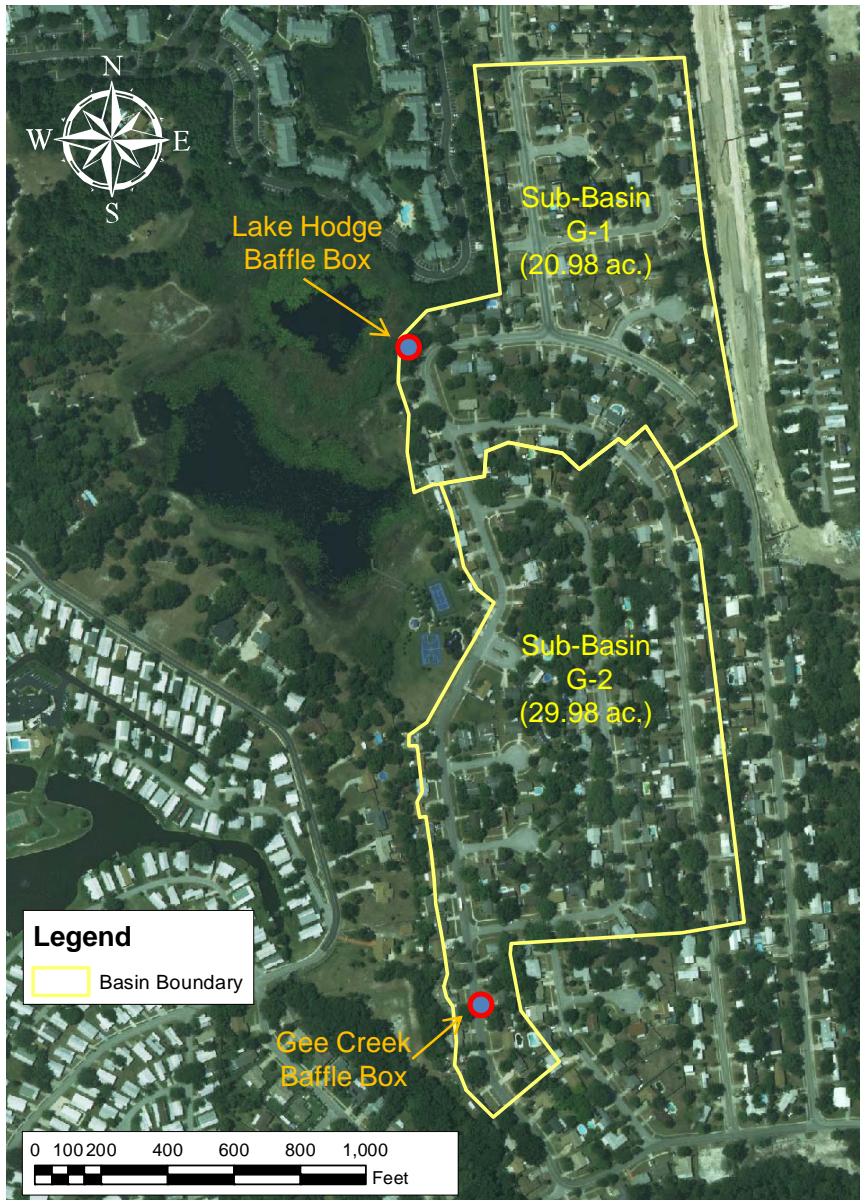 N
W E
S
Lake Hodge
Baffle Box
Sub-Basin
G-1
(20.98 ac.)
Sub-Basin
G-2
(29.98 ac.)
Legend
Basin Boundary
Gee Creek
Baffle Box
0 100 200 400 600 800 1,000
Feet